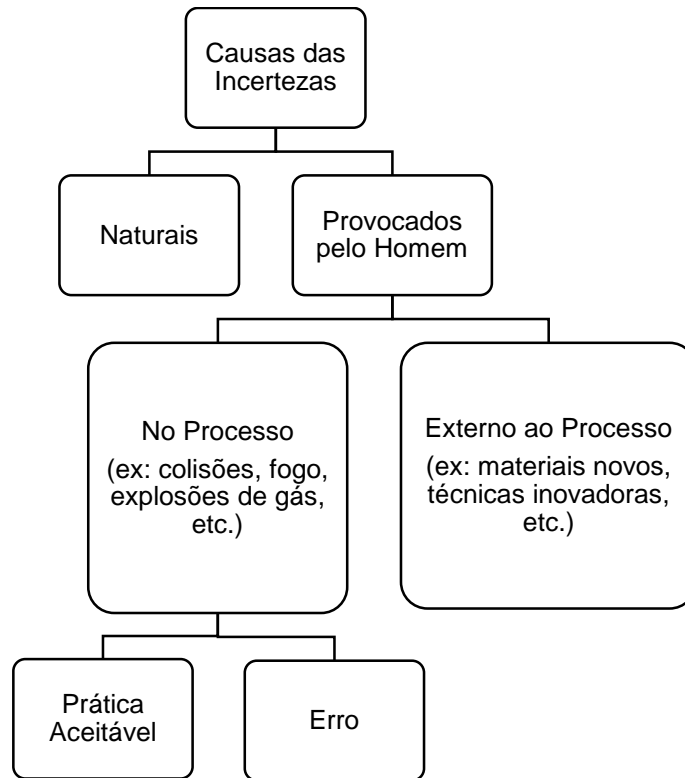 Causas das
Incertezas
Naturais
Provocados
pelo Homem
No Processo
(ex: colisões, fogo,
explosões de gás,
etc.)
Externo ao Processo
(ex: materiais novos,
técnicas inovadoras,
etc.)
Prática
Aceitável
Erro